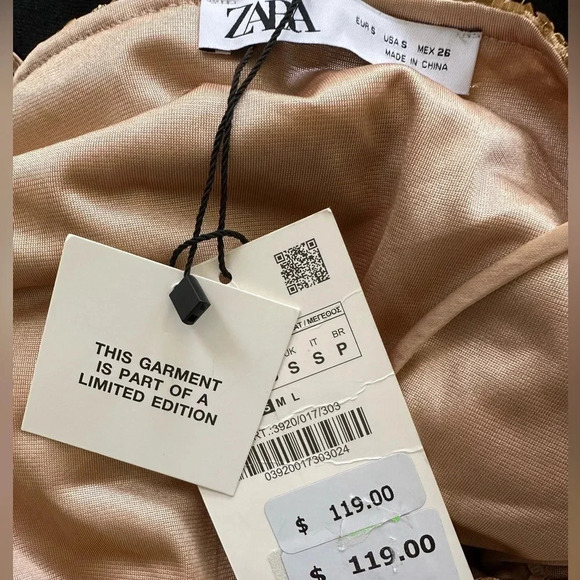 ZARA
EUR S USA S MEX 26
MADE IN CHINA
THIS GARMENT
IS PART OF A
LIMITED EDITION
/ ΜΕΓΕΘΟΣ
IT BR
S S P
S M L
3920/017/303
03920017303024
$ 119.00
$ 119.00